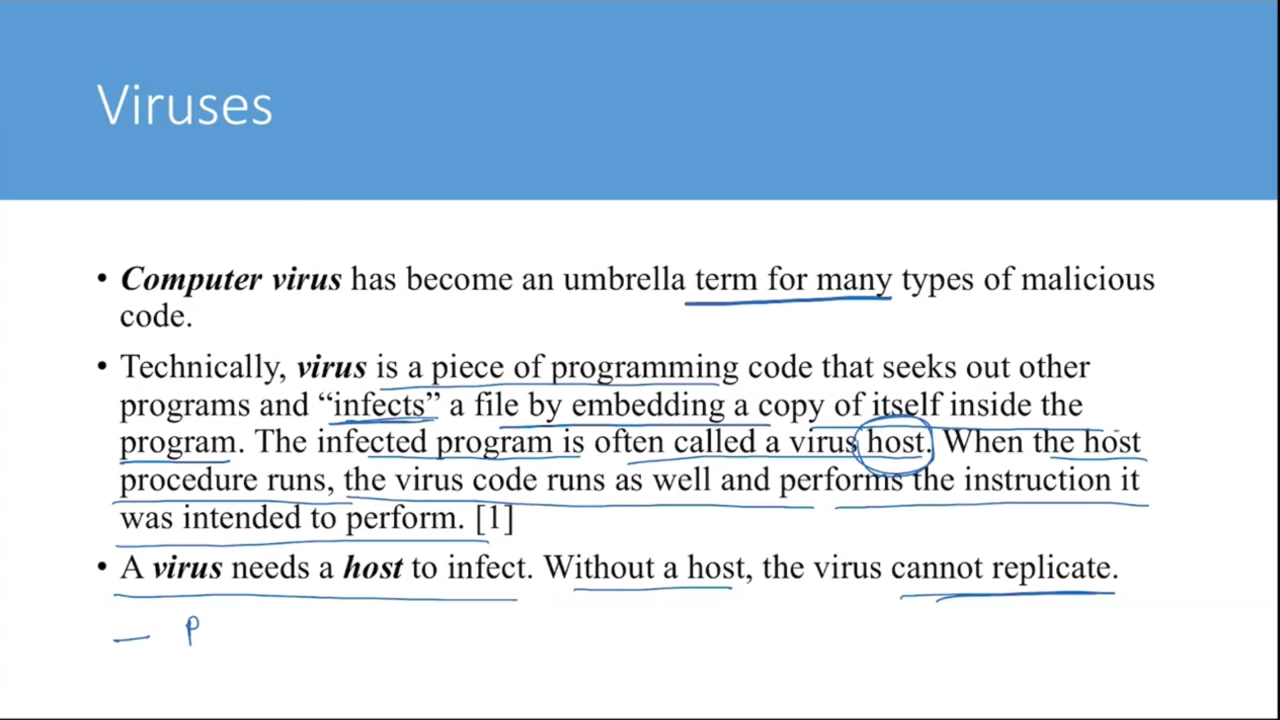 Viruses
• Computer virus has become an umbrella term for many types of malicious
code.
• Technically, virus is a piece of programming code that seeks out other
programs and “infects” a file by embedding a copy of itself inside the
program. The infected program is often called a virus host. When the host
procedure runs, the virus code runs as well and performs the instruction it
was intended to perform. [1]
• A virus needs a host to infect. Without a host, the virus cannot replicate.
— P